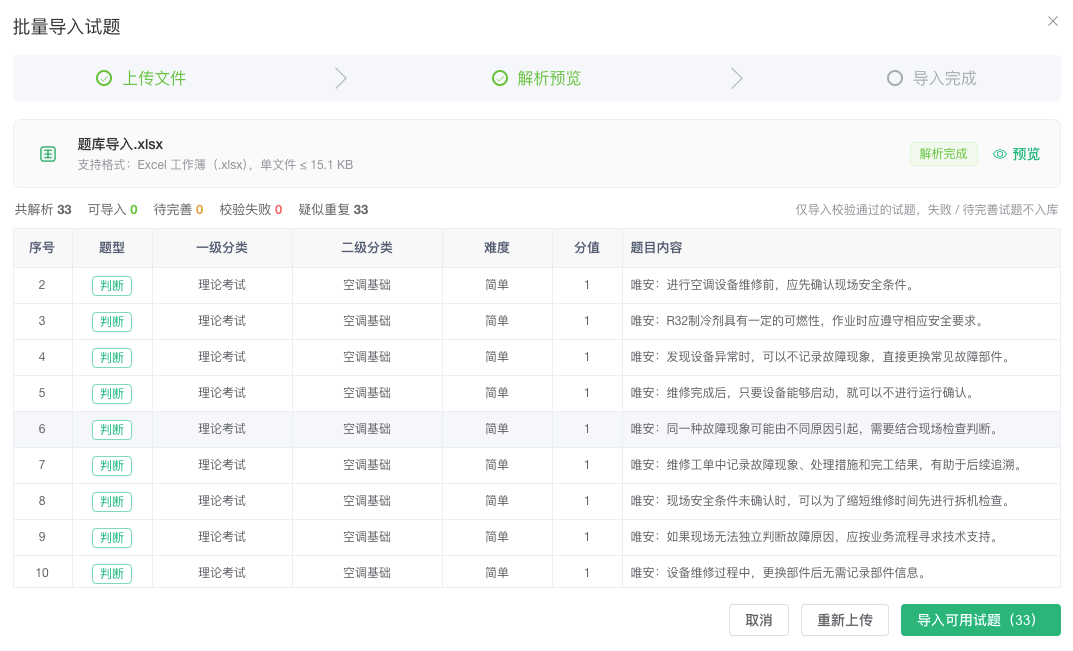 批量导入试题
上传文件 解析预览 导入完成
题库导入.xlsx
支持格式：Excel 工作簿（.xlsx），单文件 ≤ 15.1 KB
解析完成 预览
共解析 33 可导入 0 待完善 0 校验失败 0 疑似重复 33 仅导入校验通过的试题，失败 / 待完善试题不入库
序号 题型 一级分类 二级分类 难度 分值 题目内容
2 判断 理论考试 空调基础 简单 1 唯安：进行空调设备维修前，应先确认现场安全条件。
3 判断 理论考试 空调基础 简单 1 唯安：R32制冷剂具有一定的可燃性，作业时应遵守相应安全要求。
4 判断 理论考试 空调基础 简单 1 唯安：发现设备异常时，可以不记录故障现象，直接更换常见故障部件。
5 判断 理论考试 空调基础 简单 1 唯安：维修完成后，只要设备能够启动，就可以不进行运行确认。
6 判断 理论考试 空调基础 简单 1 唯安：同一种故障现象可能由不同原因引起，需要结合现场检查判断。
7 判断 理论考试 空调基础 简单 1 唯安：维修工单中记录故障现象、处理措施和完工结果，有助于后续追溯。
8 判断 理论考试 空调基础 简单 1 唯安：现场安全条件未确认时，可以为了缩短维修时间先进行拆机检查。
9 判断 理论考试 空调基础 简单 1 唯安：如果现场无法独立判断故障原因，应按业务流程寻求技术支持。
10 判断 理论考试 空调基础 简单 1 唯安：设备维修过程中，更换部件后无需记录部件信息。
取消 重新上传 导入可用试题（33）